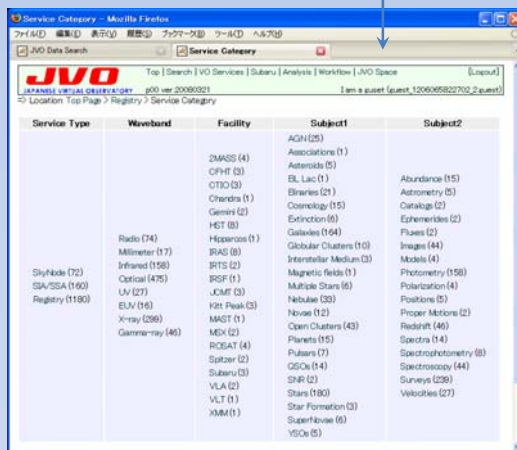 Service Category - Mozilla Firefox
ファイル(F) 編集(E) 表示(V) 履歴(S) ブックマーク(B) ツール(T) ヘルプ(H)
JVO Data Search
Service Category
JVO
JAPANESE VIRTUAL OBSERVATORY
Top | Search | VO Services | Subaru | Analysis | Workflow | JVO Space
[Logout]
p00 ver.20080321
I am a guset (guest_1206065822702_2:guest)
=> Location: Top Page > Registry > Service Category
Service Type
SkyNode (72)
SIA/SSA (160)
Registry (1180)
Waveband
Radio (74)
Millimeter (17)
Infrared (158)
Optical (475)
UV (27)
EUV (16)
X-ray (299)
Gamma-ray (46)
Facility
2MASS (4)
CFHT (3)
CTIO (3)
Chandra (1)
Gemini (2)
HST (8)
Hipparcos (1)
IRAS (8)
IRTS (2)
IRSF (1)
JCMT (3)
Kitt Peak (3)
MAST (1)
MSX (2)
ROSAT (4)
Spitzer (2)
Subaru (3)
VLA (2)
VLT (1)
XMM (1)
Subject1
AGN (25)
Associations (1)
Asteroids (5)
BL Lac (1)
Binaries (21)
Cosmology (15)
Extinction (6)
Galaxies (164)
Globular Clusters (10)
Interstellar Medium (3)
Magnetic fields (1)
Multiple Stars (6)
Nebulae (33)
Novae (12)
Open Clusters (43)
Planets (15)
Pulsars (7)
QSOs (14)
SNR (2)
Stars (180)
Star Formation (3)
SuperNovae (6)
YSOs (5)
Subject2
Abundance (15)
Astrometry (5)
Catalogs (2)
Ephemerides (2)
Fluxes (2)
Images (44)
Models (4)
Photometry (158)
Polarization (4)
Positions (5)
Proper Motions (2)
Redshift (46)
Spectra (14)
Spectrophotometry (8)
Spectroscopy (44)
Surveys (239)
Velocities (27)